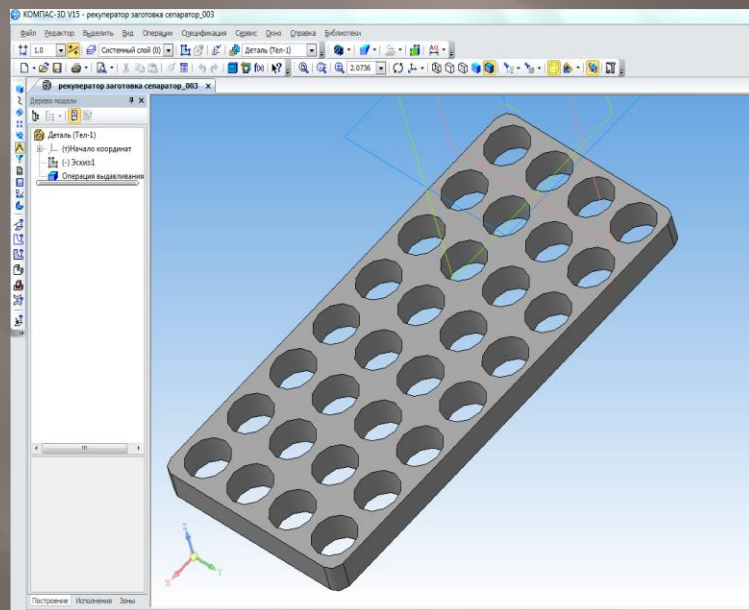 КОМПАС-3D V15 - рекуператор заготовка сепаратор_003
Файл Редактор Выделить Вид Операции Спецификация Сервис Окно Справка Библиотеки
1.0 Системный слой (0) Деталь (Тел-1)
2.0736
рекуператор заготовка сепаратор_003 x
Дерево модели
Деталь (Тел-1)
(т)Начало координат
(-) Эскиз:1
Операция выдавливания
Z
X Y
Построение Исполнения Зоны